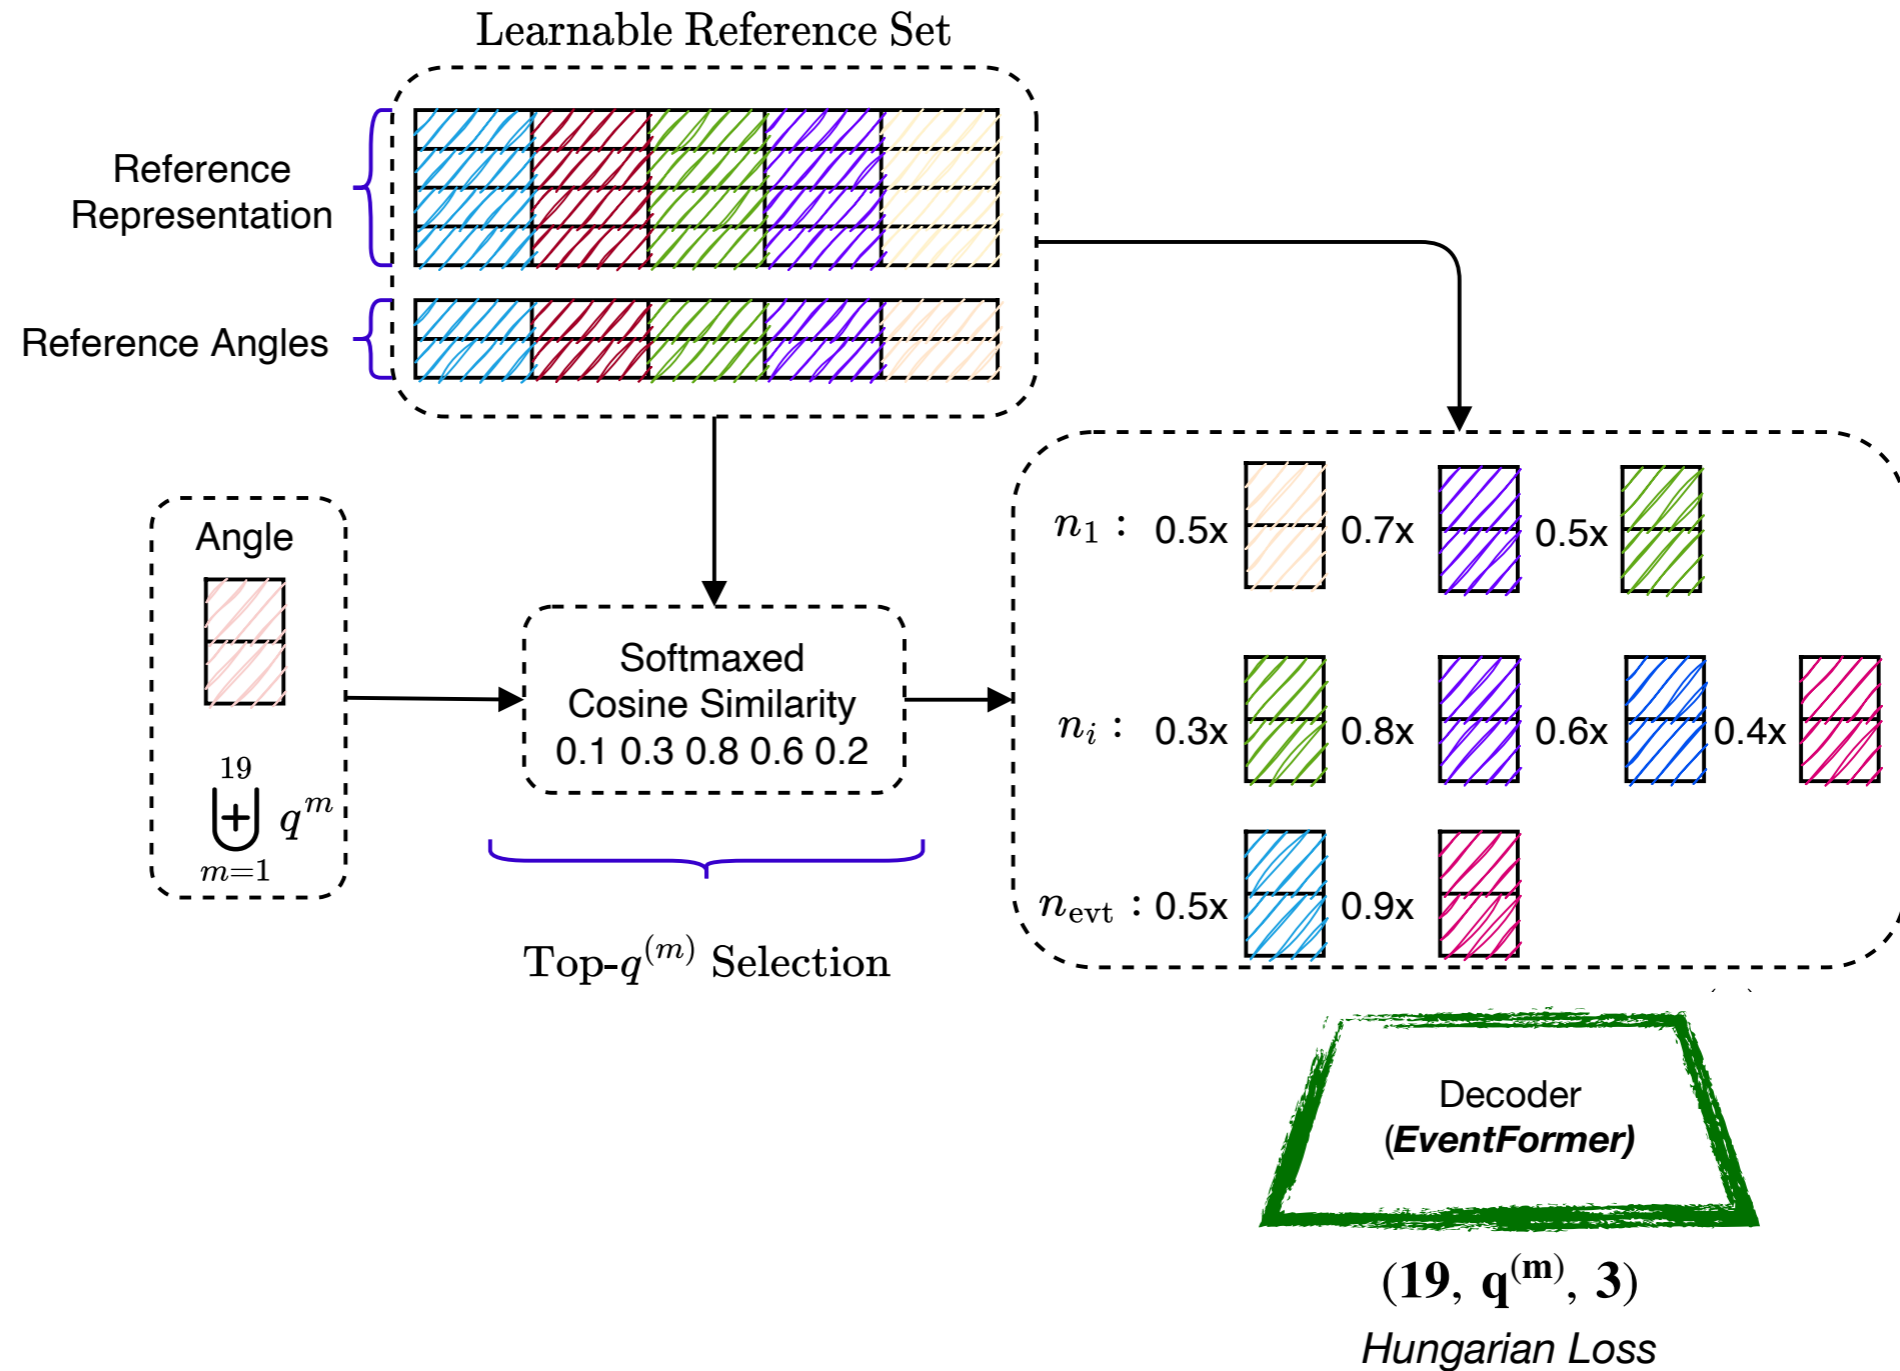 Learnable Reference Set
Reference
Representation
Reference Angles
Angle
19
⊎ q^m
m=1
Softmaxed
Cosine Similarity
0.1 0.3 0.8 0.6 0.2
Top-q^(m) Selection
n_1 : 0.5x 0.7x 0.5x
n_i : 0.3x 0.8x 0.6x 0.4x
n_evt : 0.5x 0.9x
Decoder
(EventFormer)
(19, q^(m), 3)
Hungarian Loss